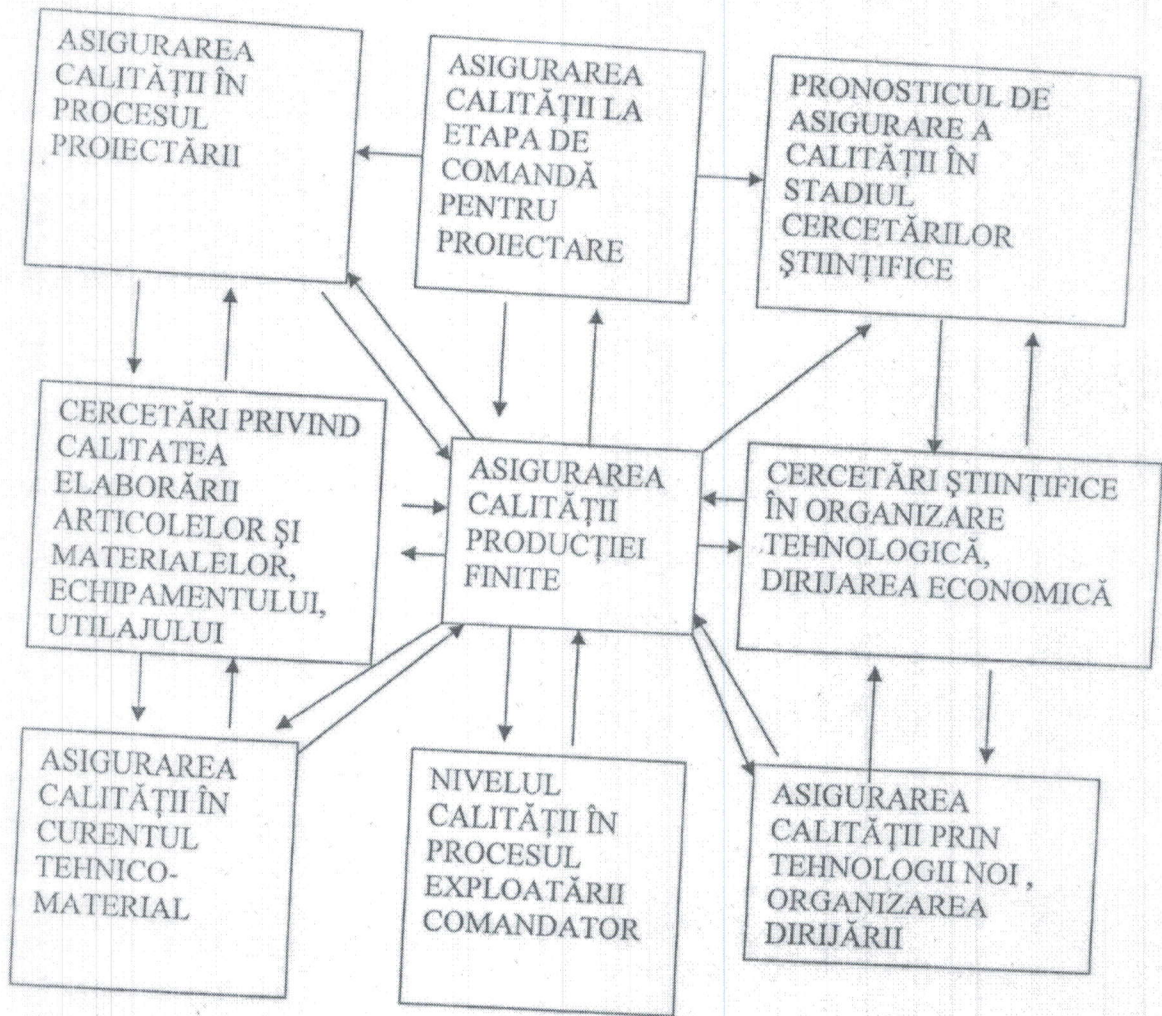 ASIGURAREA
CALITĂȚII ÎN
PROCESUL
PROIECTĂRII
ASIGURAREA
CALITĂȚII LA
ETAPA DE
COMANDĂ
PENTRU
PROIECTARE
PRONOSTICUL DE
ASIGURARE A
CALITĂȚII ÎN
STADIUL
CERCETĂRILOR
ȘTIINȚIFICE
CERCETĂRI PRIVIND
CALITATEA
ELABORĂRII
ARTICOLELOR ȘI
MATERIALELOR,
ECHIPAMENTULUI,
UTILAJULUI
ASIGURAREA
CALITĂȚII
PRODUCȚIEI
FINITE
CERCETĂRI ȘTIINȚIFICE
ÎN ORGANIZARE
TEHNOLOGICĂ,
DIRIJAREA ECONOMICĂ
ASIGURAREA
CALITĂȚII ÎN
CURENTUL
TEHNICO-
MATERIAL
NIVELUL
CALITĂȚII ÎN
PROCESUL
EXPLOATĂRII
COMANDATOR
ASIGURAREA
CALITĂȚII PRIN
TEHNOLOGII NOI ,
ORGANIZAREA
DIRIJĂRII